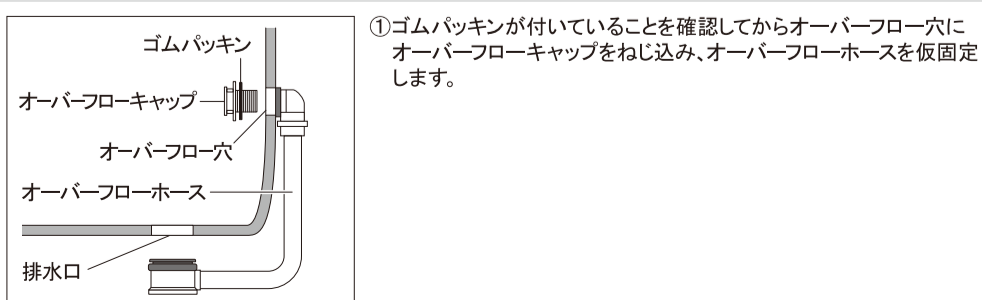 ゴムパッキン
オーバーフローキャップ
オーバーフロー穴
オーバーフローホース
排水口
①ゴムパッキンが付いていることを確認してからオーバーフロー穴に
オーバーフローキャップをねじ込み、オーバーフローホースを仮固定
します。